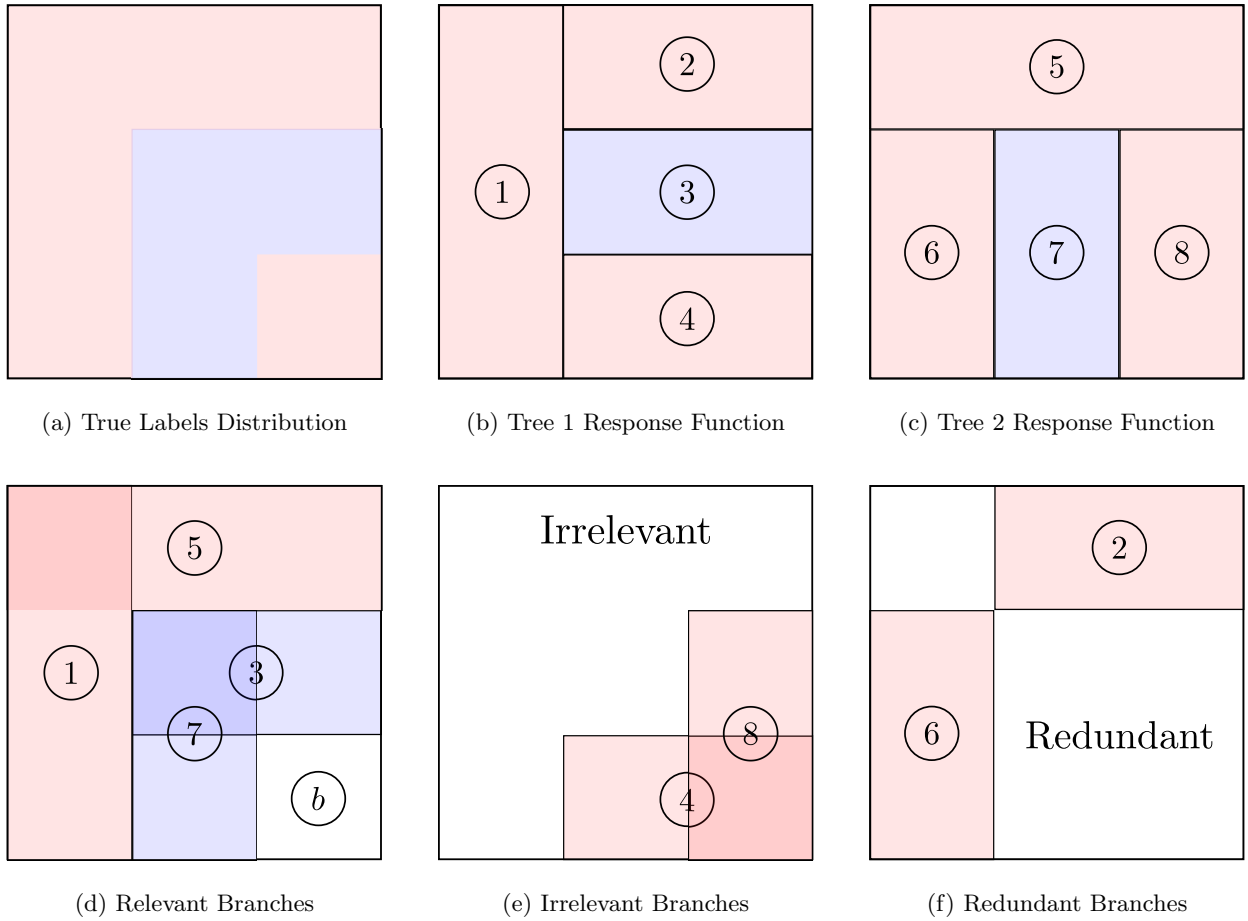 2
5
1
3
6
7
8
4
(a) True Labels Distribution
(b) Tree 1 Response Function
(c) Tree 2 Response Function
5
1
3
7
b
Irrelevant
8
4
2
6
Redundant
(d) Relevant Branches
(e) Irrelevant Branches
(f) Redundant Branches